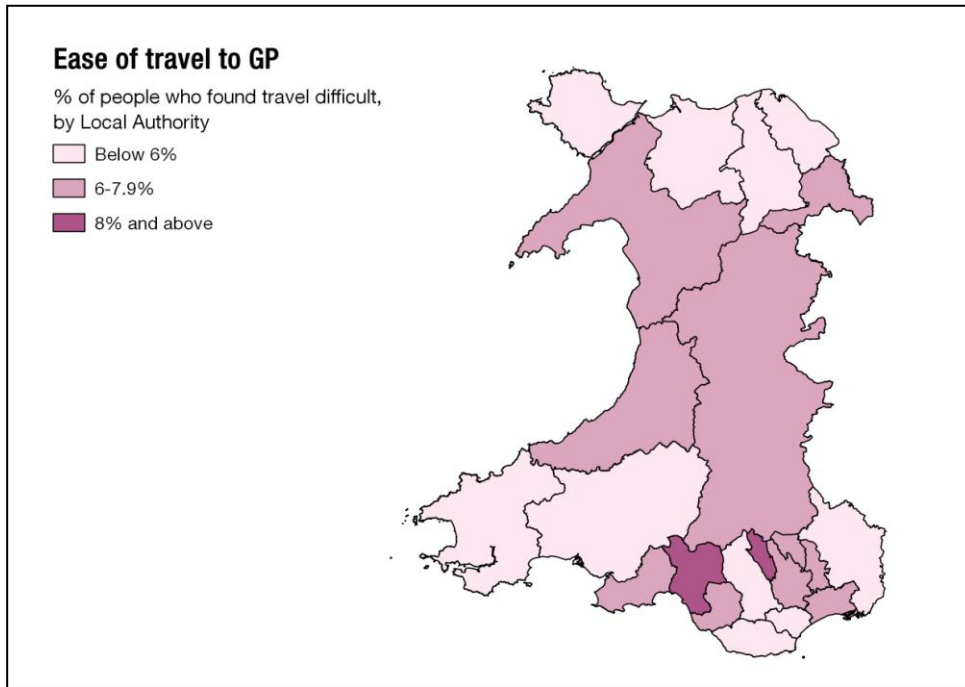 Ease of travel to GP
% of people who found travel difficult,
by Local Authority
Below 6%
6-7.9%
8% and above